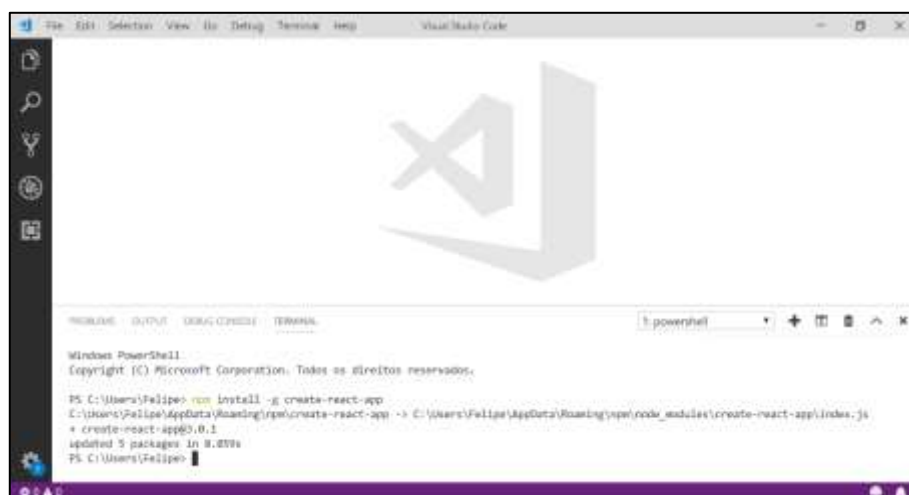 File Edit Selection View Go Debug Terminal Help Visual Studio Code
PROBLEMS OUTPUT DEBUG CONSOLE TERMINAL
1: powershell
Windows PowerShell
Copyright (C) Microsoft Corporation. Todos os direitos reservados.
PS C:\Users\Felipe> npm install -g create-react-app
C:\Users\Felipe\AppData\Roaming\npm\create-react-app -> C:\Users\Felipe\AppData\Roaming\npm\node_modules\create-react-app\index.js
+ create-react-app@3.0.1
updated 5 packages in 8.859s
PS C:\Users\Felipe>